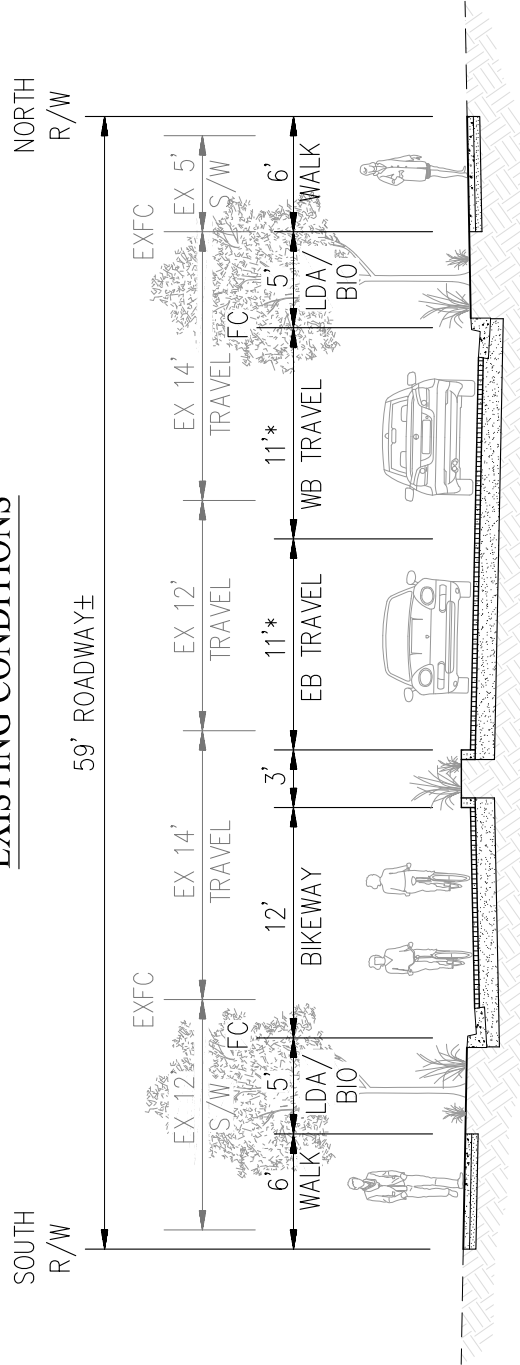 EXISTING CONDITIONS
SOUTH
R/W
NORTH
R/W
59' ROADWAY±
EXFC
EXFC
EX 12'
S/W
EX 14'
TRAVEL
EX 12'
TRAVEL
EX 14'
TRAVEL
EX 5'
S/W
FC
FC
6'
WALK
5'
LDA/
BIO
12'
BIKEWAY
3'
11'*
EB TRAVEL
11'*
WB TRAVEL
5'
LDA/
BIO
6'
WALK